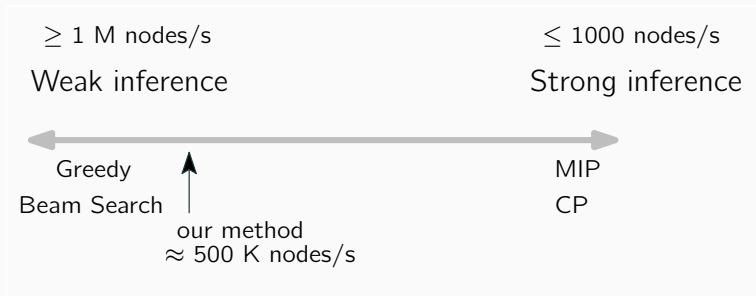 ≥ 1 M nodes/s
≤ 1000 nodes/s
Weak inference
Strong inference
Greedy
MIP
Beam Search
CP
our method
≈ 500 K nodes/s